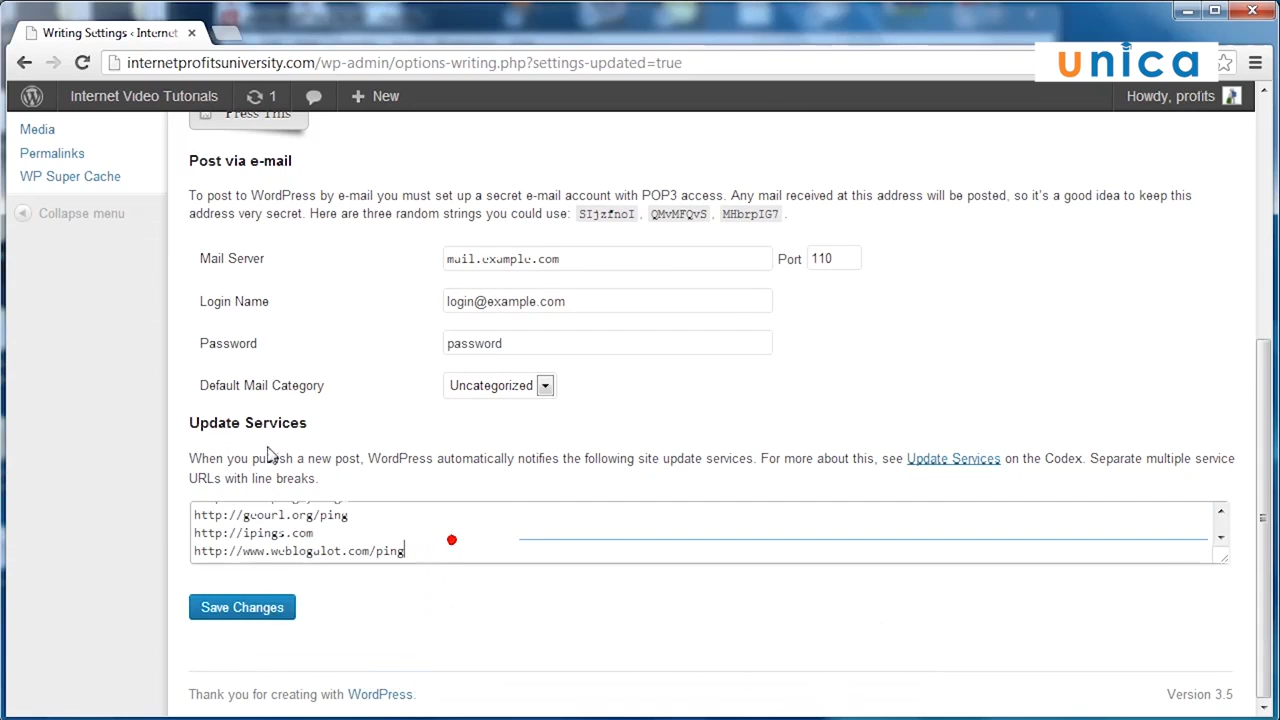 Writing Settings ‹ Internet
internetprofitsuniversity.com/wp-admin/options-writing.php?settings-updated=true
unica
Internet Video Tutorials
1
New
Howdy, profits
Media
Permalinks
WP Super Cache
Collapse menu
Press This
Post via e-mail
To post to WordPress by e-mail you must set up a secret e-mail account with POP3 access. Any mail received at this address will be posted, so it's a good idea to keep this
address very secret. Here are three random strings you could use: SIjzfnoI, QMvMFQvS, MHbrpIG7.
Mail Server
mail.example.com
Port 110
Login Name
login@example.com
Password
password
Default Mail Category
Uncategorized
Update Services
When you publish a new post, WordPress automatically notifies the following site update services. For more about this, see Update Services on the Codex. Separate multiple service
URLs with line breaks.
http://geourl.org/ping
http://ipings.com
http://www.weblogalot.com/ping
Save Changes
Thank you for creating with WordPress.
Version 3.5